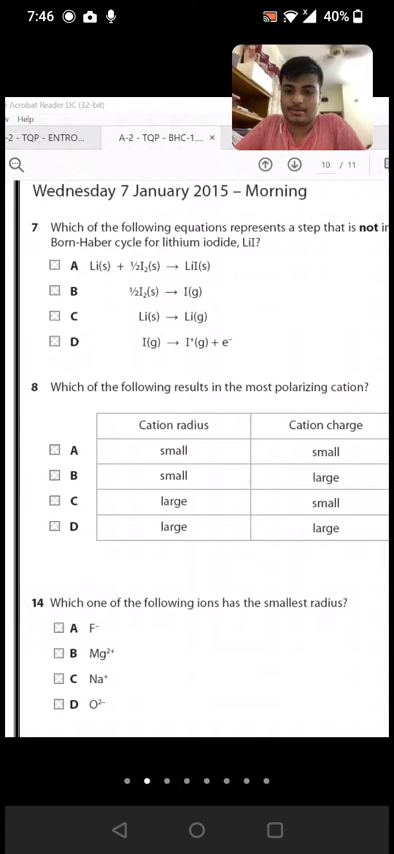 7:46
40%
Acrobat Reader DC (32-bit)
w Help
-2 - TQP - ENTRO...
A-2 - TQP - BHC-1.... ×
10 / 11
Wednesday 7 January 2015 – Morning
7 Which of the following equations represents a step that is not in
Born-Haber cycle for lithium iodide, LiI?
A Li(s) + ½I₂(s) → LiI(s)
B ½I₂(s) → I(g)
C Li(s) → Li(g)
D I(g) → I⁺(g) + e⁻
8 Which of the following results in the most polarizing cation?
Cation radius Cation charge
A small small
B small large
C large small
D large large
14 Which one of the following ions has the smallest radius?
A F⁻
B Mg²⁺
C Na⁺
D O²⁻